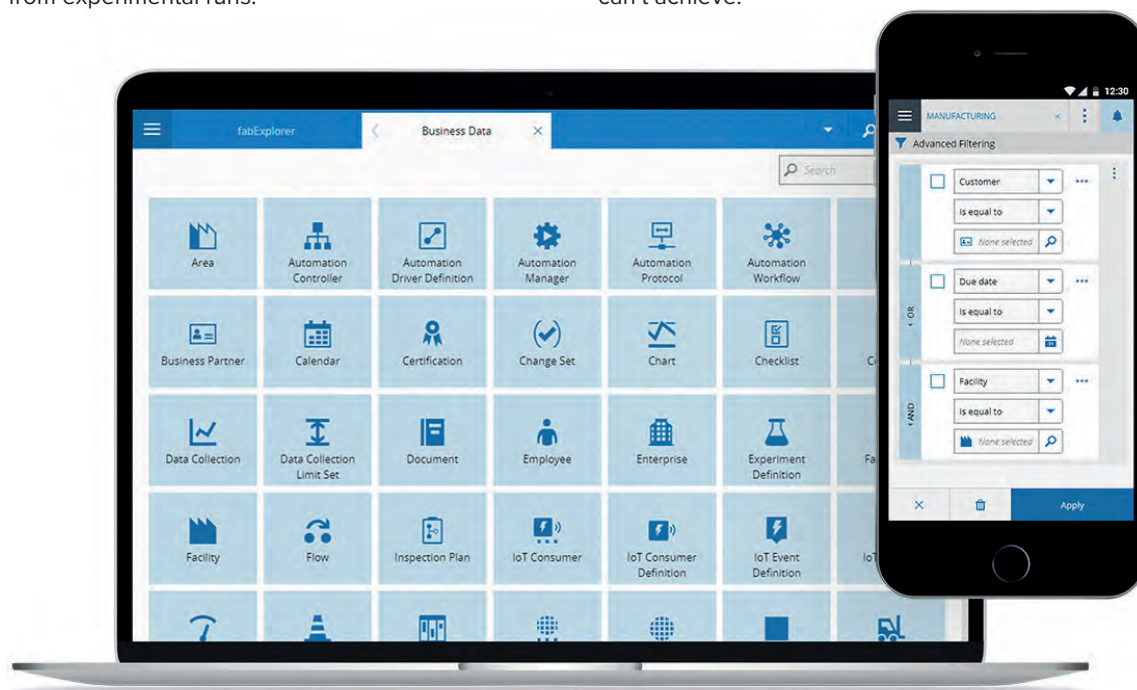 from experimental runs.
can't achieve.
fabExplorer
Business Data
Search
Area
Automation
Controller
Automation
Driver Definition
Automation
Manager
Automation
Protocol
Automation
Workflow
Business Partner
Calendar
Certification
Change Set
Chart
Checklist
Data Collection
Data Collection
Limit Set
Document
Employee
Enterprise
Experiment
Definition
Facility
Flow
Inspection Plan
IoT Consumer
IoT Consumer
Definition
IoT Event
Definition
12:30
MANUFACTURING
Advanced Filtering
Customer
Is equal to
None selected
OR
Due date
Is equal to
None selected
AND
Facility
Is equal to
None selected
Apply